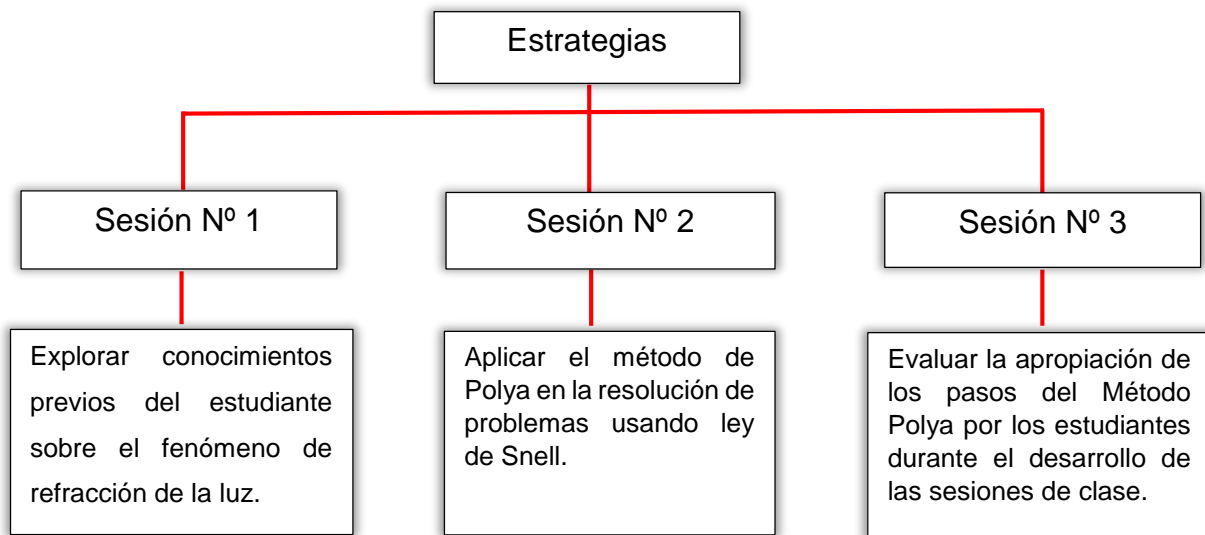 Estrategias
Sesión Nº 1
Sesión Nº 2
Sesión Nº 3
Explorar conocimientos
previos del estudiante
sobre el fenómeno de
refracción de la luz.
Aplicar el método de
Polya en la resolución de
problemas usando ley
de Snell.
Evaluar la apropiación de
los pasos del Método
Polya por los estudiantes
durante el desarrollo de
las sesiones de clase.